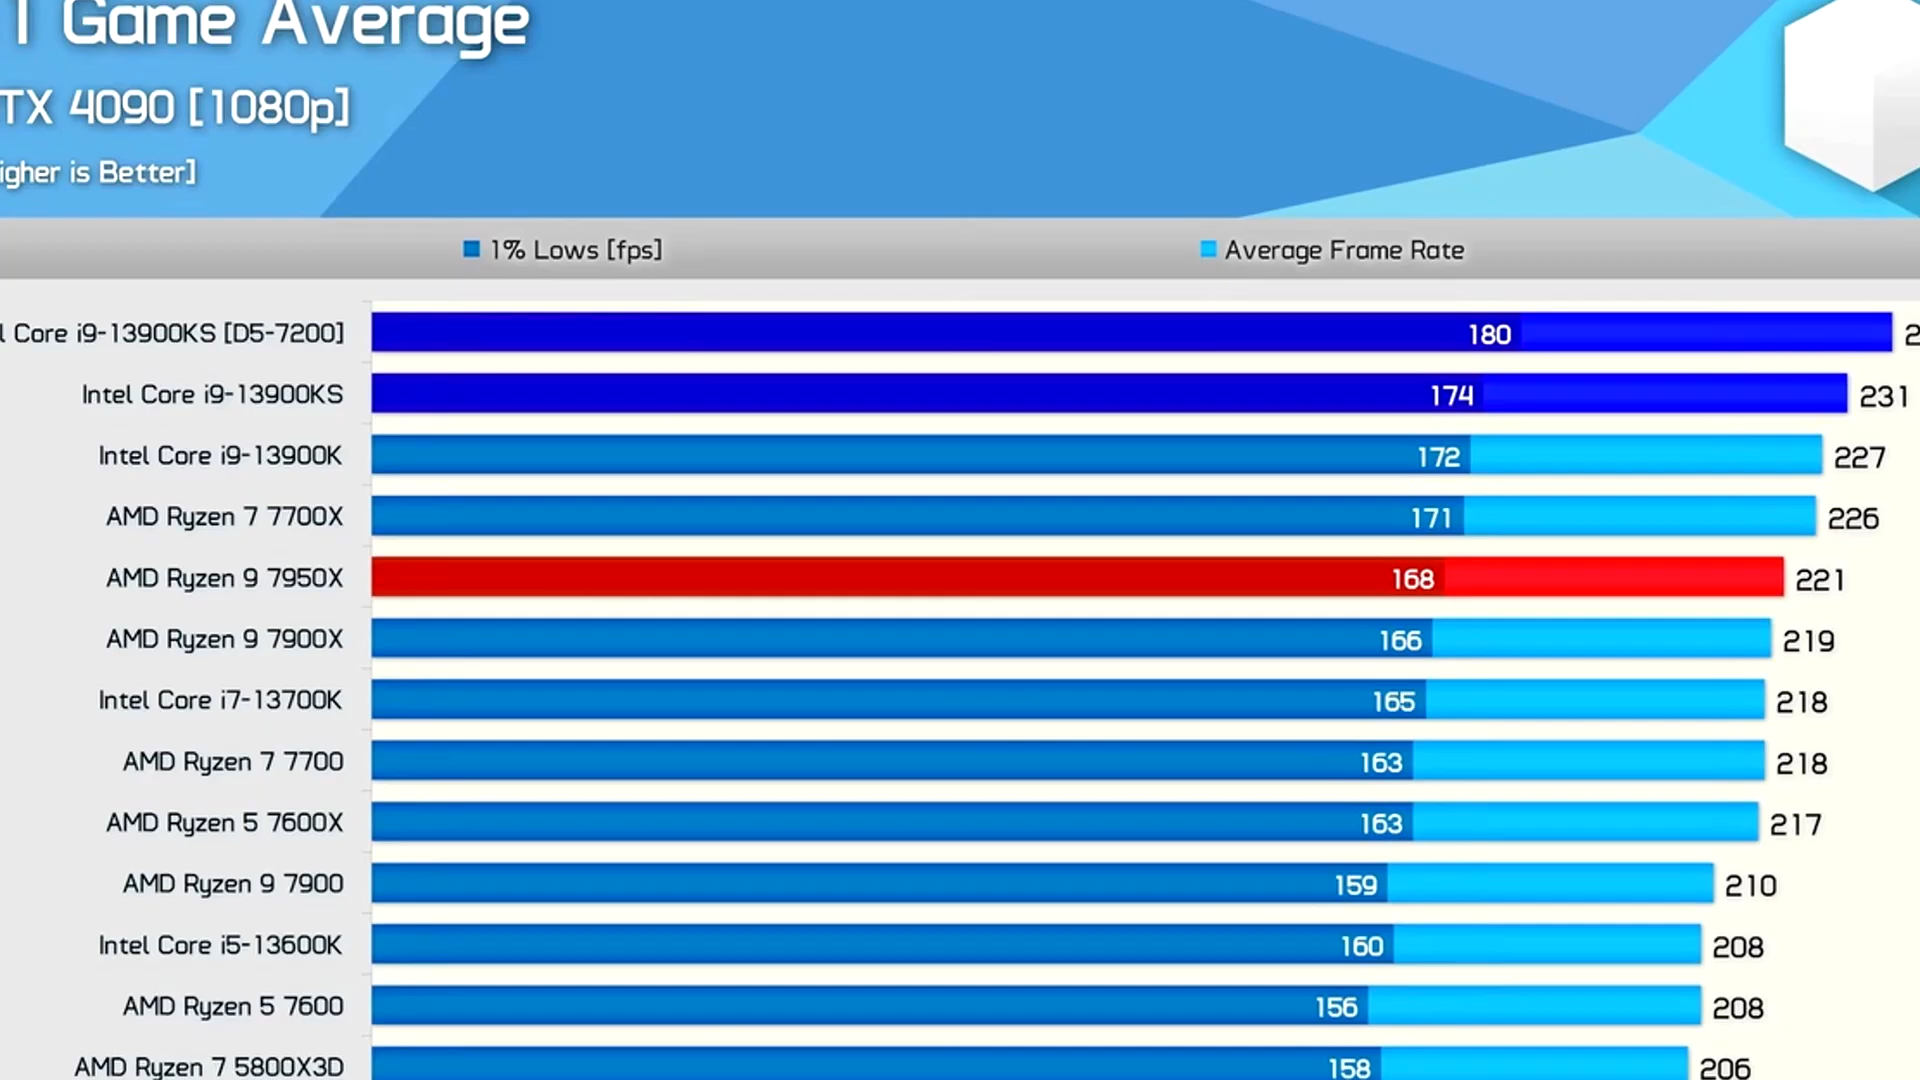 Game Average
TX 4090 [1080p]
igher is Better]
1% Lows [fps] Average Frame Rate
l Core i9-13900KS [D5-7200] 180 2
Intel Core i9-13900KS 174 231
Intel Core i9-13900K 172 227
AMD Ryzen 7 7700X 171 226
AMD Ryzen 9 7950X 168 221
AMD Ryzen 9 7900X 166 219
Intel Core i7-13700K 165 218
AMD Ryzen 7 7700 163 218
AMD Ryzen 5 7600X 163 217
AMD Ryzen 9 7900 159 210
Intel Core i5-13600K 160 208
AMD Ryzen 5 7600 156 208
AMD Ryzen 7 5800X3D 158 206